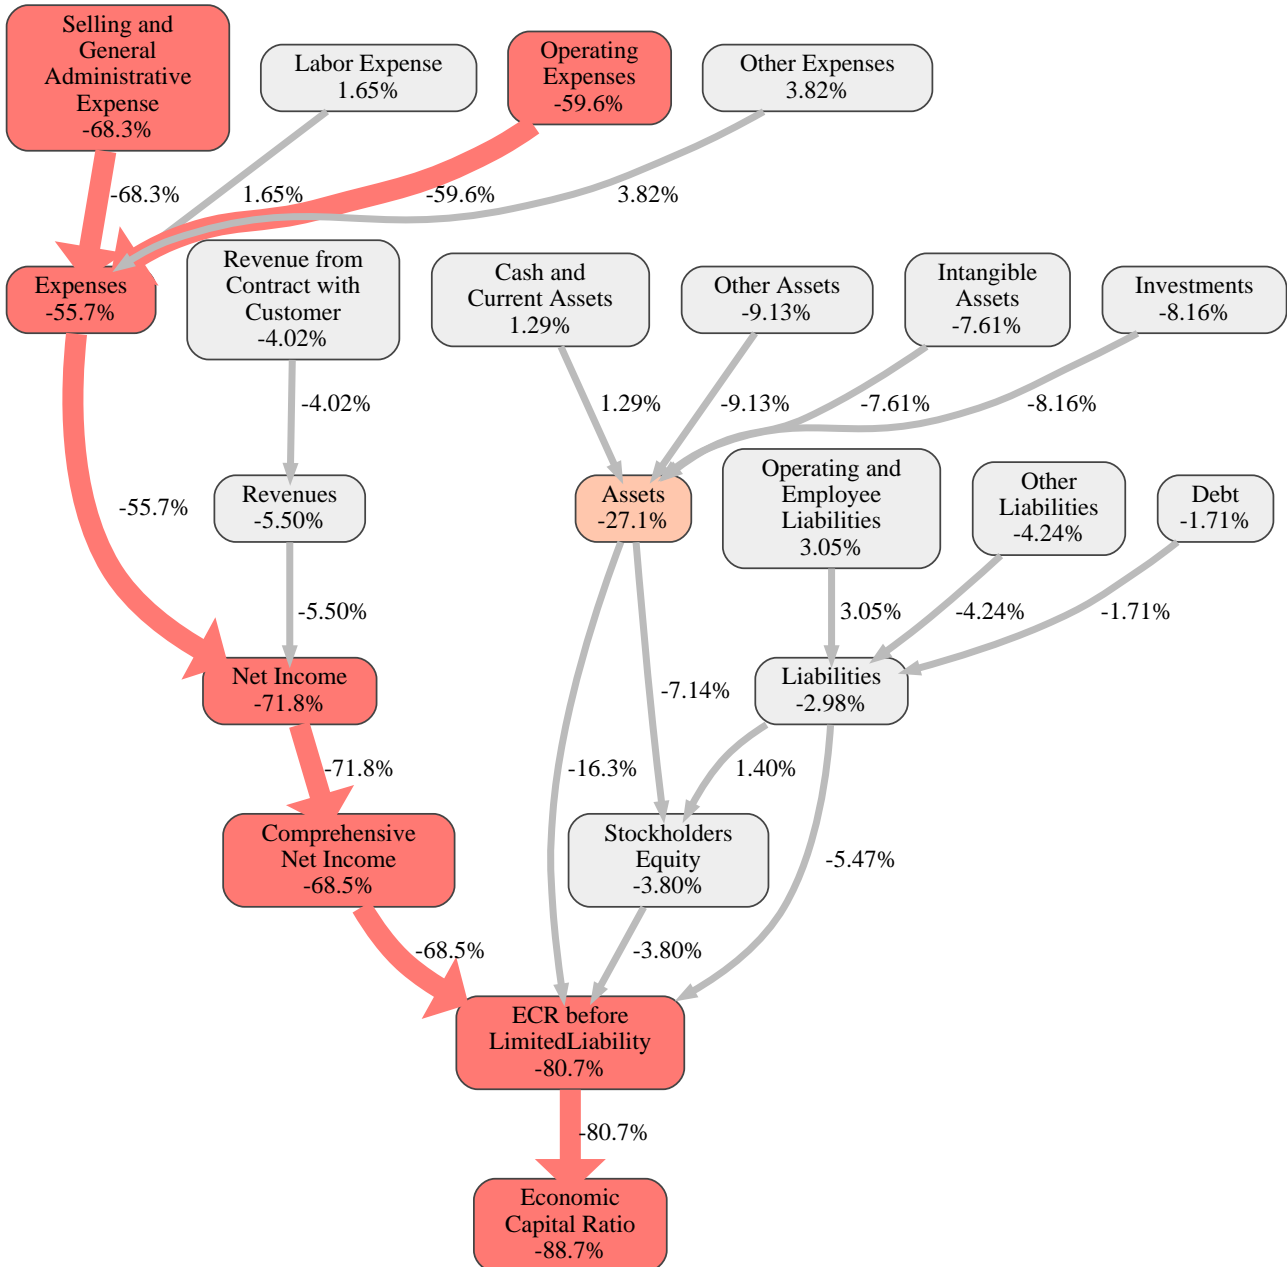 Selling and
General
Administrative
Expense
-68.3%
Labor Expense
1.65%
Operating
Expenses
-59.6%
Other Expenses
3.82%
-68.3%
1.65%
-59.6%
3.82%
Expenses
-55.7%
Revenue from
Contract with
Customer
-4.02%
Cash and
Current Assets
1.29%
Other Assets
-9.13%
Intangible
Assets
-7.61%
Investments
-8.16%
-4.02%
1.29%
-9.13%
-7.61%
-8.16%
-55.7%
Revenues
-5.50%
Assets
-27.1%
Operating and
Employee
Liabilities
3.05%
Other
Liabilities
-4.24%
Debt
-1.71%
-5.50%
3.05%
-4.24%
-1.71%
Net Income
-71.8%
-7.14%
Liabilities
-2.98%
-71.8%
-16.3%
1.40%
Comprehensive
Net Income
-68.5%
Stockholders
Equity
-3.80%
-5.47%
-68.5%
-3.80%
ECR before
LimitedLiability
-80.7%
-80.7%
Economic
Capital Ratio
-88.7%